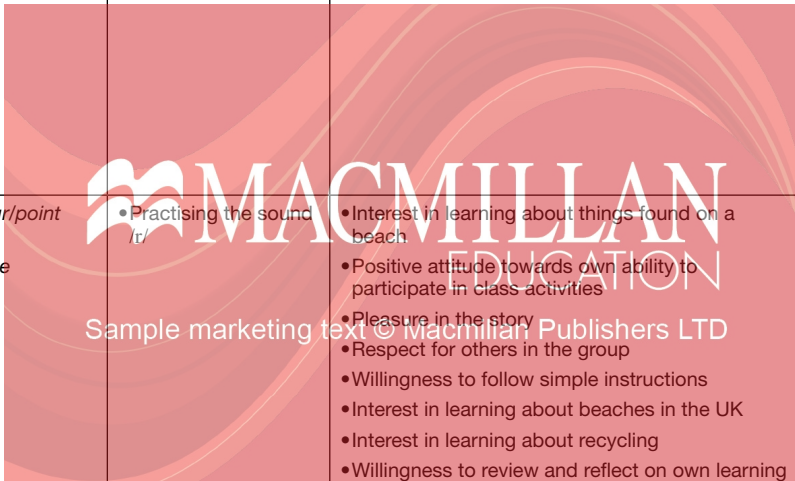 MACMILLAN
EDUCATION
Sample marketing text © Macmillan Publishers LTD
/point
•Practising the sound
/r/
•Interest in learning about things found on a
beach
•Positive attitude towards own ability to
participate in class activities
•Pleasure in the story
•Respect for others in the group
•Willingness to follow simple instructions
•Interest in learning about beaches in the UK
•Interest in learning about recycling
•Willingness to review and reflect on own learning